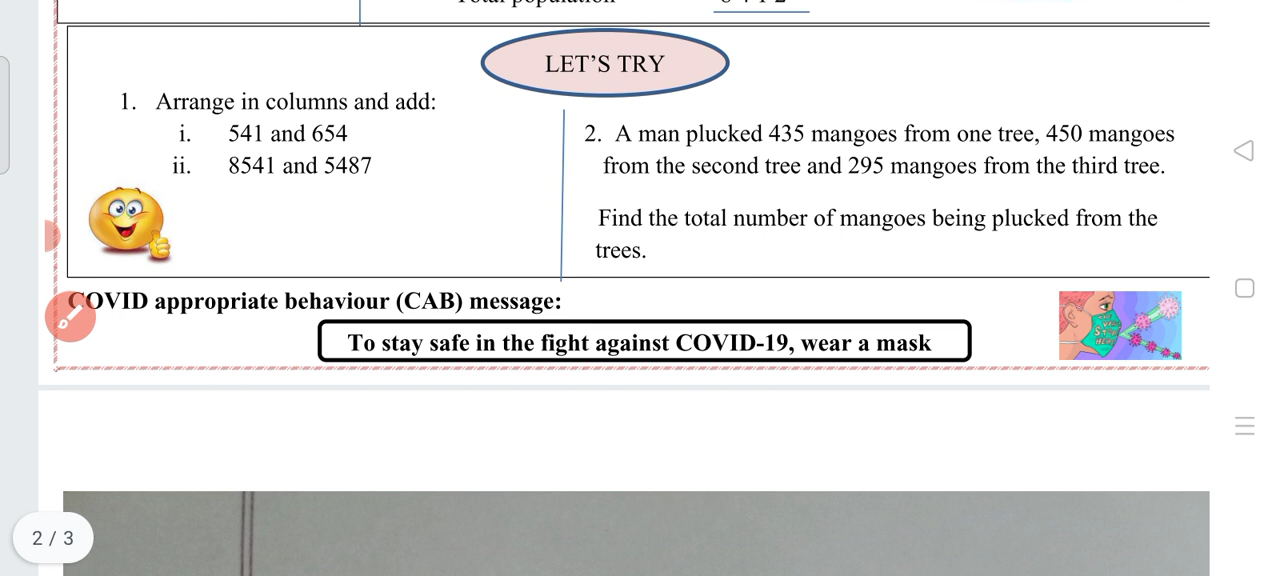 LET'S TRY
1. Arrange in columns and add:
i. 541 and 654
ii. 8541 and 5487
2. A man plucked 435 mangoes from one tree, 450 mangoes
from the second tree and 295 mangoes from the third tree.
Find the total number of mangoes being plucked from the
trees.
COVID appropriate behaviour (CAB) message:
To stay safe in the fight against COVID-19, wear a mask
2 / 3